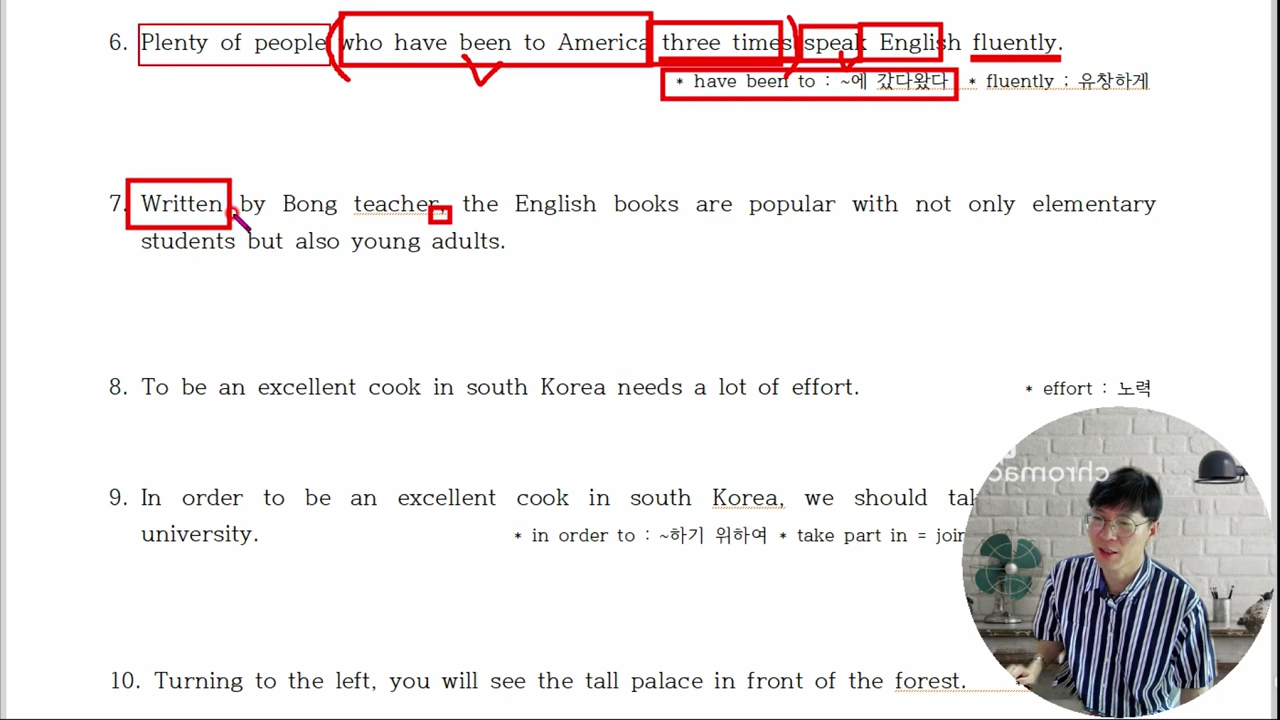 6. Plenty of people who have been to America three times speak English fluently.
* have been to : ~에 갔다왔다 * fluently ; 유창하게
7. Written by Bong teacher, the English books are popular with not only elementary
students but also young adults.
8. To be an excellent cook in south Korea needs a lot of effort.
* effort : 노력
9. In order to be an excellent cook in south Korea, we should
university.
* in order to : ~하기 위하여 * take part in =
10. Turning to the left, you will see the tall palace in front of the forest.